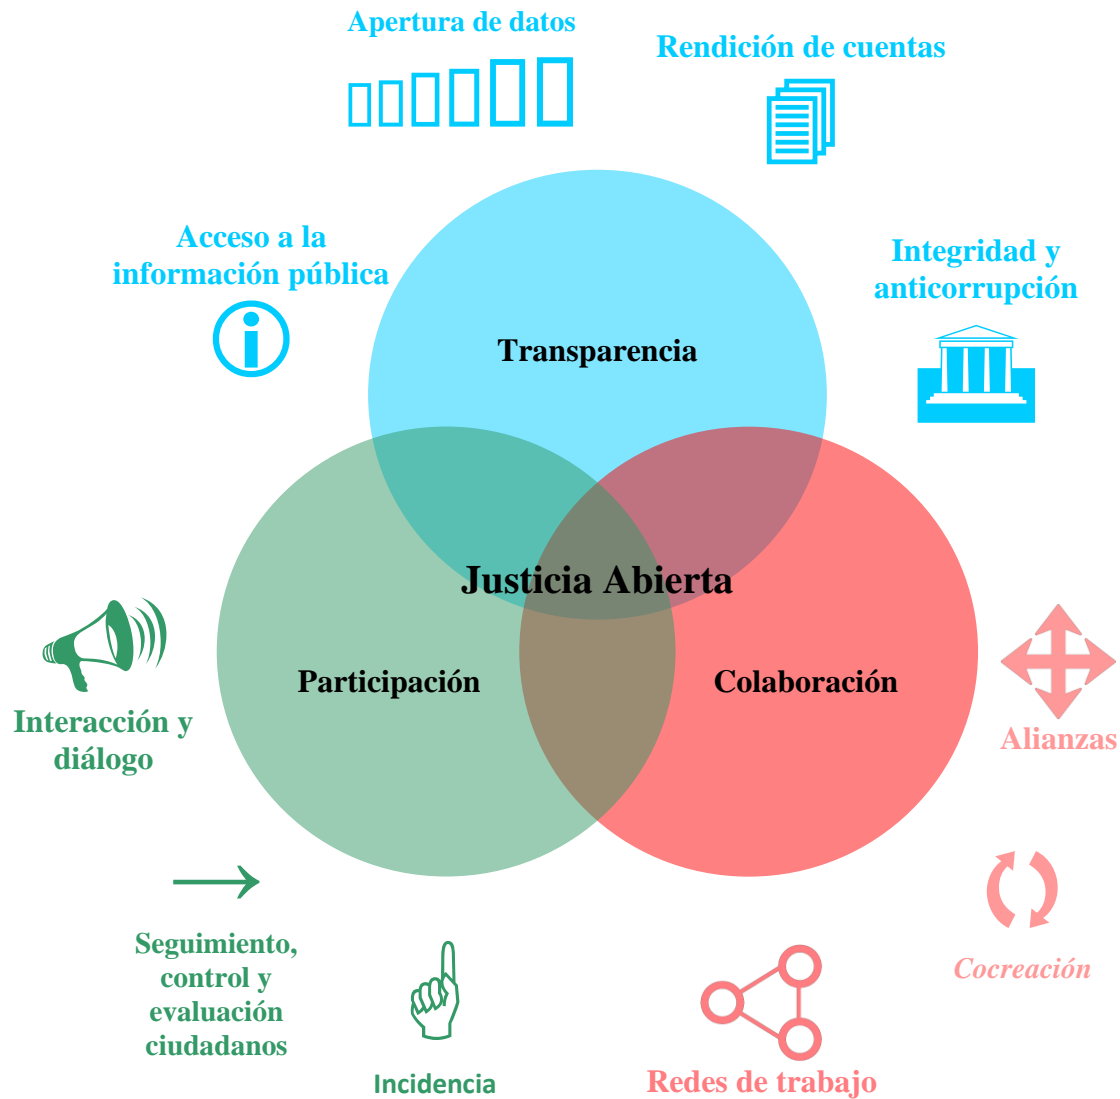 Apertura de datos
Rendición de cuentas
Acceso a la
información pública
Integridad y
anticorrupción
Transparencia
Justicia Abierta
Participación
Colaboración
Interacción y
diálogo
Alianzas
Seguimiento,
control y
evaluación
ciudadanos
Cocreación
Incidencia
Redes de trabajo